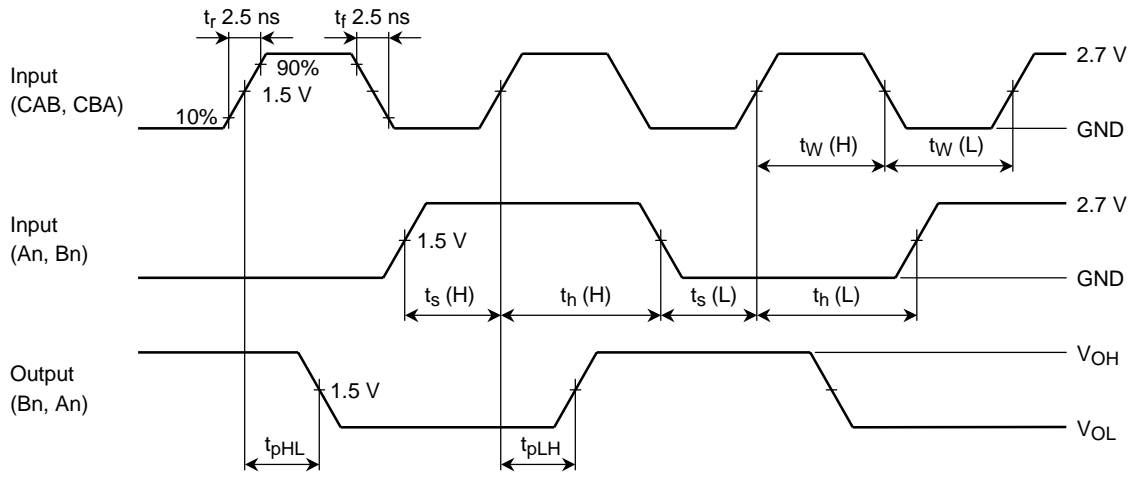 tr 2.5 ns
tf 2.5 ns
Input
(CAB, CBA)
90%
1.5 V
10%
2.7 V
GND
tW (H)
tW (L)
Input
(An, Bn)
1.5 V
2.7 V
GND
ts (H)
th (H)
ts (L)
th (L)
Output
(Bn, An)
1.5 V
VOH
VOL
tpHL
tpLH